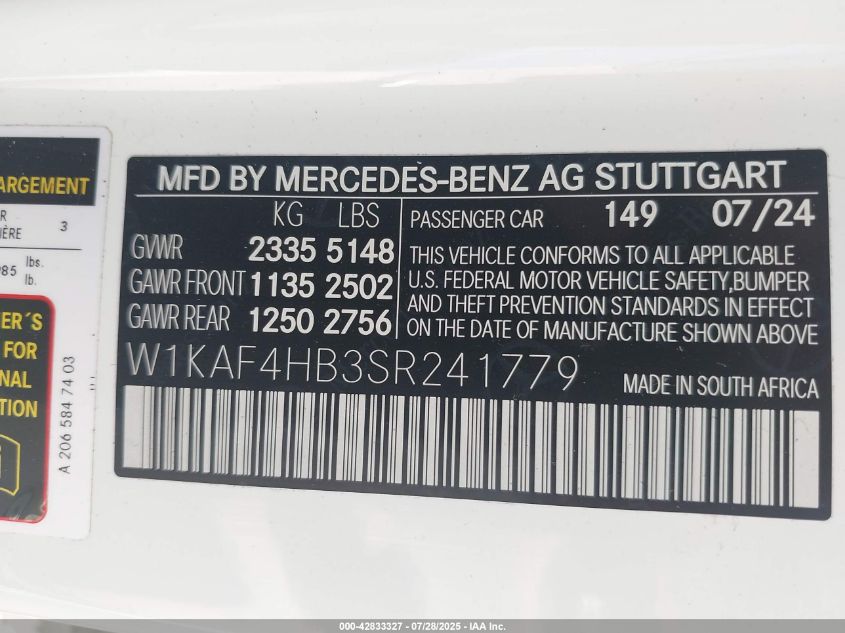 ARGEMENT
R
IÈRE 3
985 lbs.
lb.
ER´S
FOR
NAL
TION
A 206 584 74 03
MFD BY MERCEDES-BENZ AG STUTTGART
KG LBS
GVWR 2335 5148
GAWR FRONT 1135 2502
GAWR REAR 1250 2756
PASSENGER CAR 149 07/24
THIS VEHICLE CONFORMS TO ALL APPLICABLE
U.S. FEDERAL MOTOR VEHICLE SAFETY,BUMPER
AND THEFT PREVENTION STANDARDS IN EFFECT
ON THE DATE OF MANUFACTURE SHOWN ABOVE
W1KAF4HB3SR241779
MADE IN SOUTH AFRICA
000-42833327 - 07/28/2025 - IAA Inc.